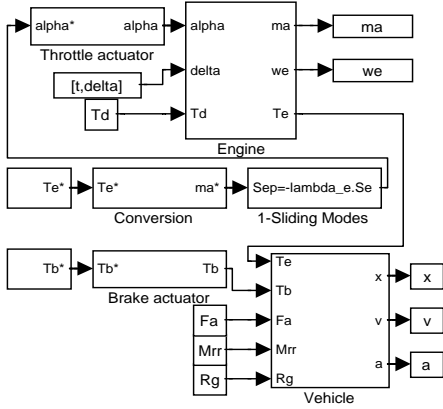 alpha* alpha
Throttle actuator
[t,delta]
Td
alpha ma
delta we
Td Te
Engine
ma
we
Te*
Te* ma*
Conversion
Sep=-lambda_e.Se
1-Sliding Modes
Tb*
Tb* Tb
Brake actuator
Fa
Mrr
Rg
Te
Tb x
Fa v
Mrr
Rg a
Vehicle
x
v
a